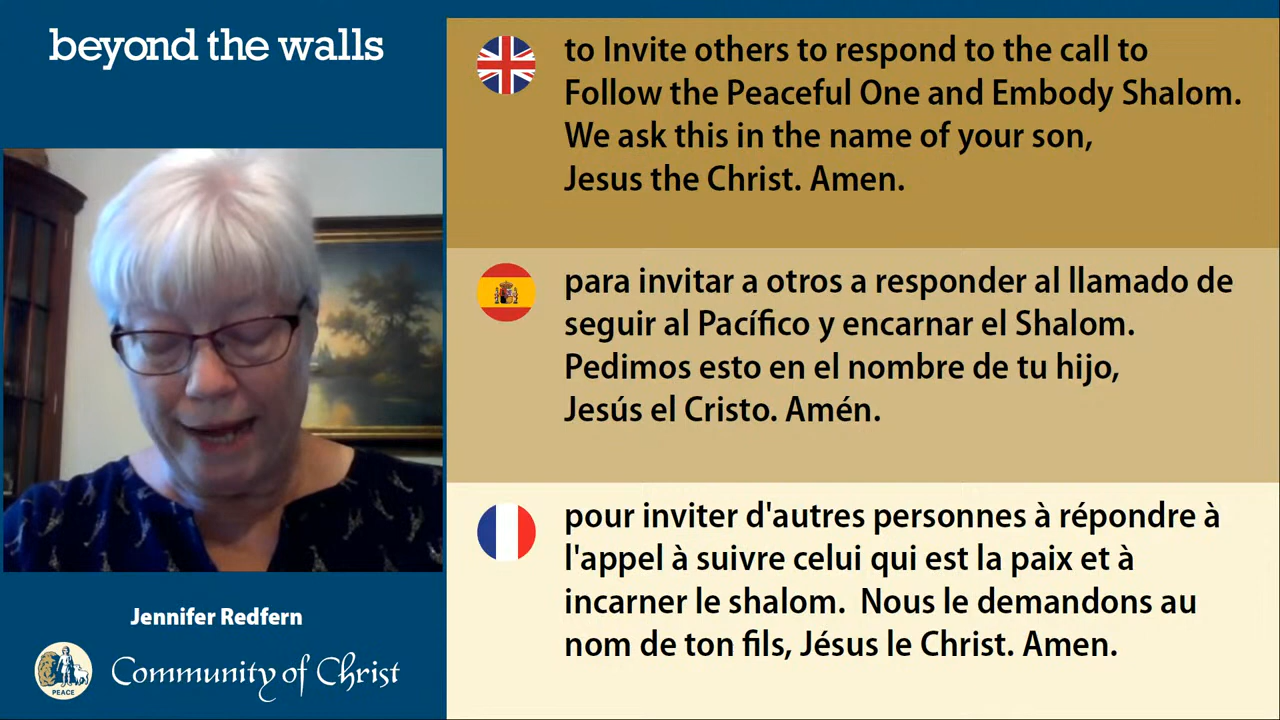 beyond the walls
to Invite others to respond to the call to
Follow the Peaceful One and Embody Shalom.
We ask this in the name of your son,
Jesus the Christ. Amen.
para invitar a otros a responder al llamado de
seguir al Pacífico y encarnar el Shalom.
Pedimos esto en el nombre de tu hijo,
Jesús el Cristo. Amén.
pour inviter d'autres personnes à répondre à
l'appel à suivre celui qui est la paix et à
incarner le shalom.  Nous le demandons au
nom de ton fils, Jésus le Christ. Amen.
Jennifer Redfern
PEACE
Community of Christ